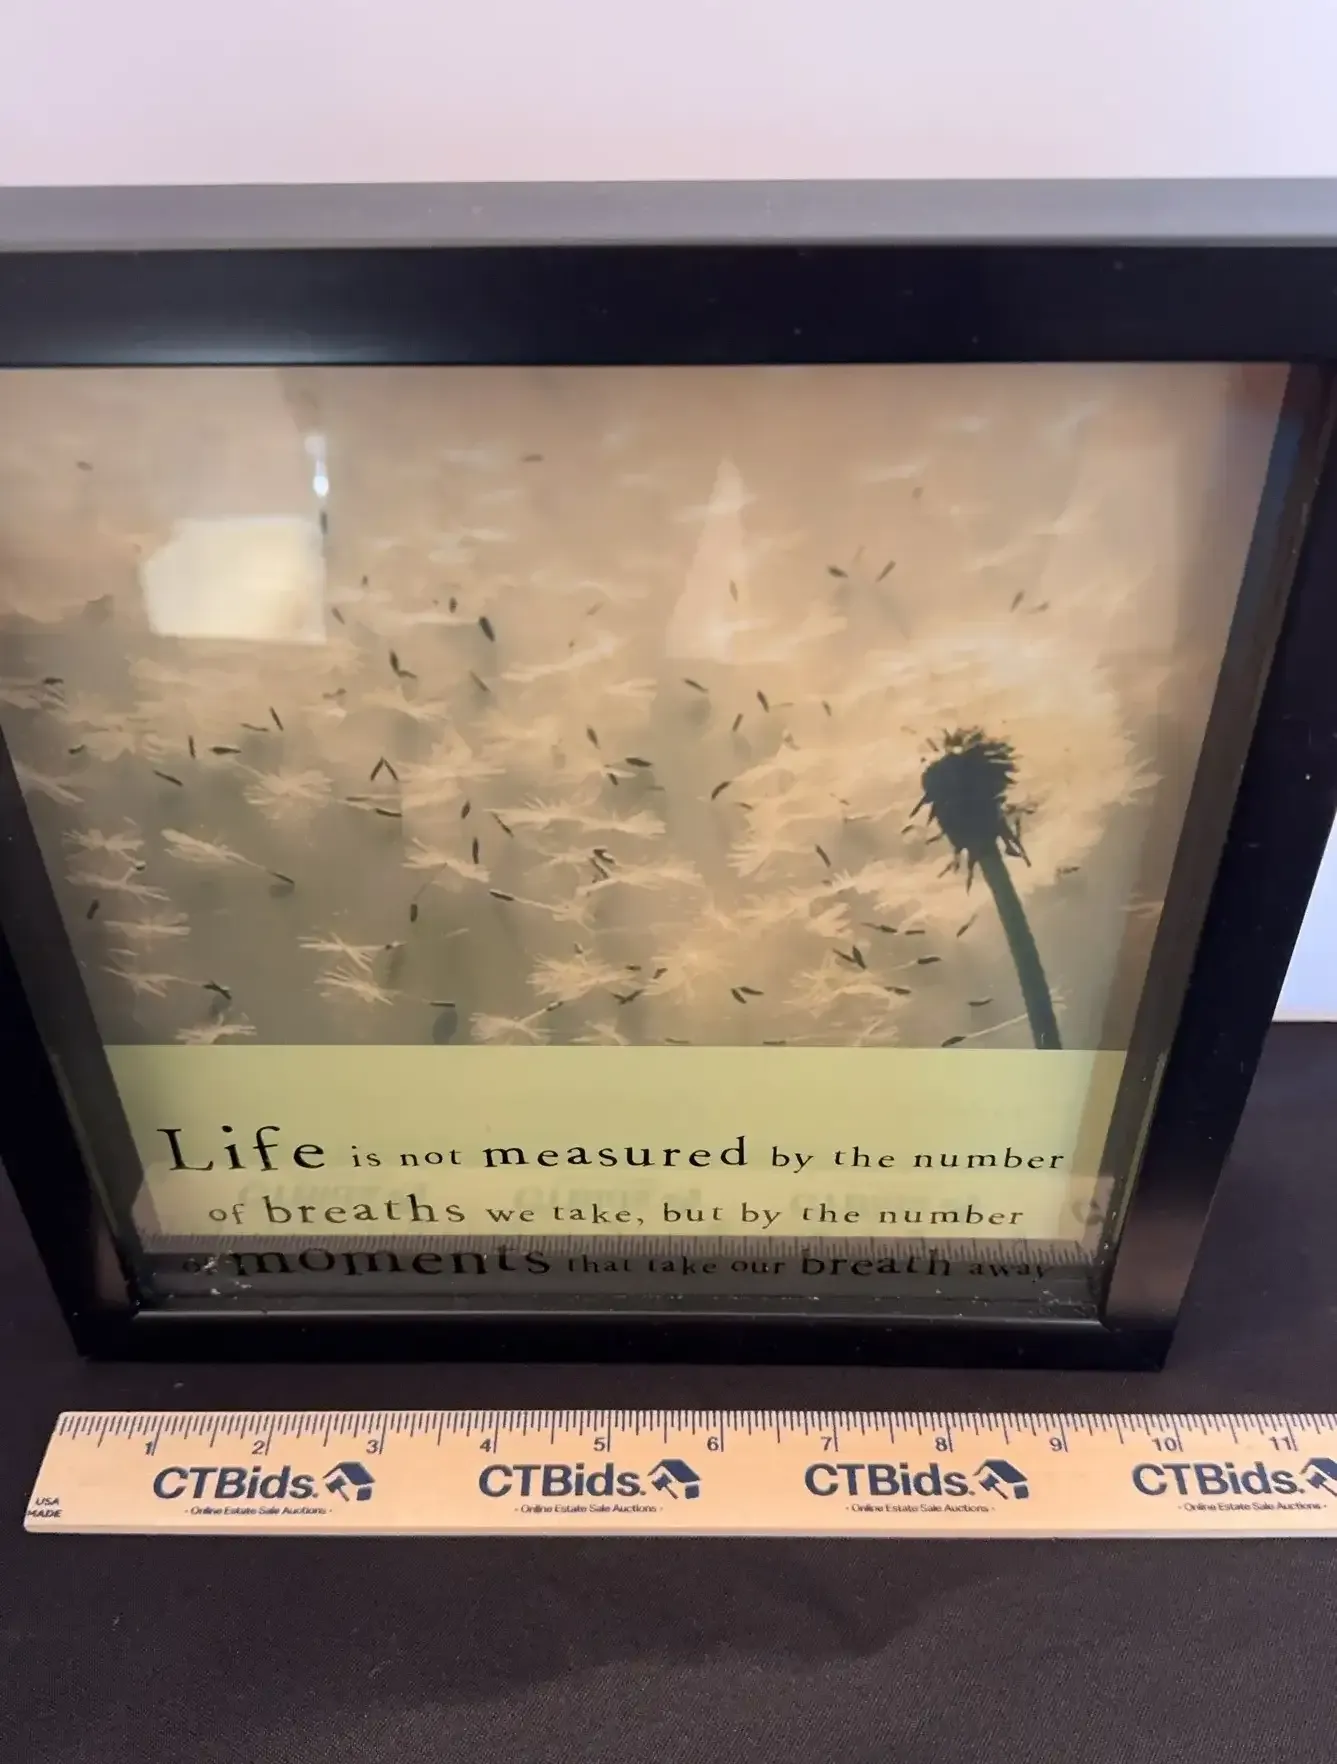 Life is not measured by the number
of breaths we take, but by the number
of moments that take our breath away
1 2 3 4 5 6 7 8 9 10 11
CTBids. CTBids. CTBids. CTBids.
- Online Estate Sale Auctions - - Online Estate Sale Auctions - - Online Estate Sale Auctions - - Online Estate Sale Auctions -
USA
MADE